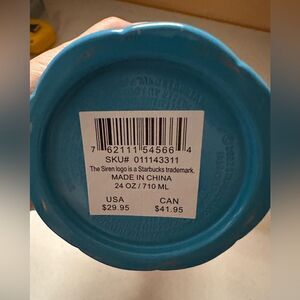 7 62111 54566 4
SKU# 011143311
The Siren logo is a Starbucks trademark.
MADE IN CHINA
24 OZ / 710 ML
USA CAN
$29.95 $41.95